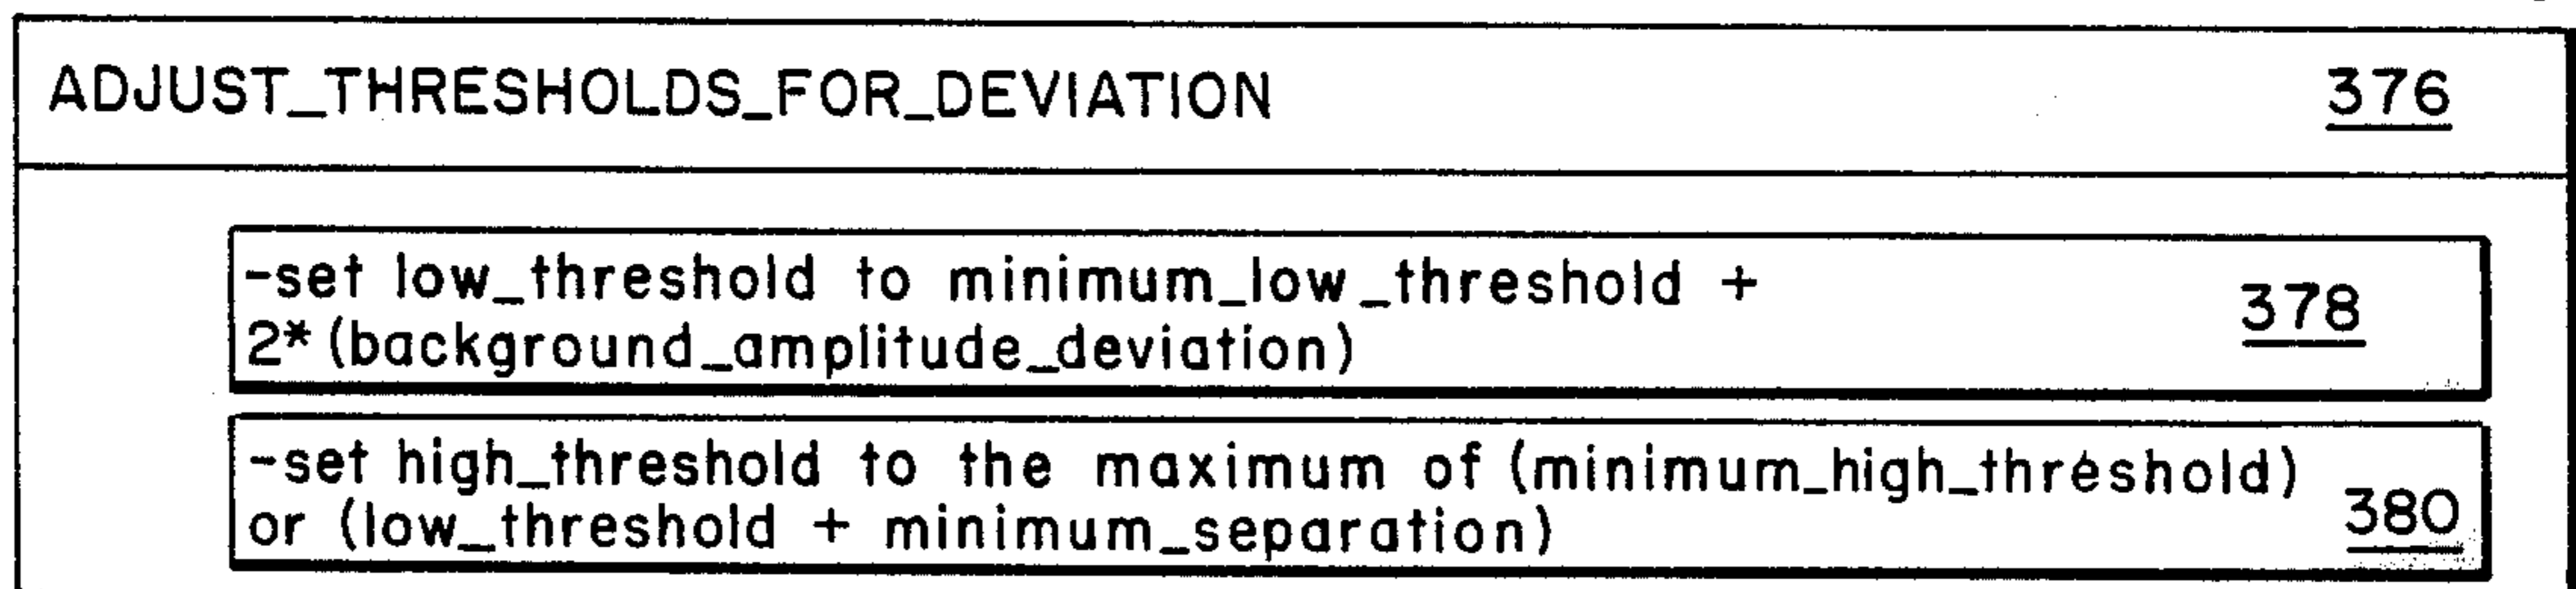 ADJUST_THRESHOLDS_FOR_DEVIATION 376
-set low_threshold to minimum_low_threshold +
2*(background_amplitude_deviation) 378
-set high_threshold to the maximum of (minimum_high_threshold)
or (low_threshold + minimum_separation) 380